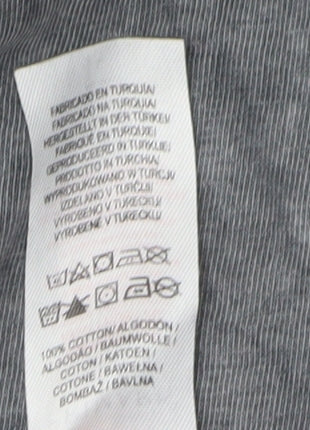 FABRICADO EN TURQUIA/
FABRICADO NA TURQUIA/
HERGESTELLT IN DER TÜRKEI/
FABRIQUÉ EN TURQUIE/
GEPRODUCEERD IN TURKIJE/
PRODOTTO IN TURCHIA/
WYPRODUKOWANO W TURCJI/
IZDELANO V TURČIJI/
VYROBENO V TURECKU/
VYROBENÉ V TURECKU
100% COTTON/ ALGODÓN/
ALGODÃO / BAUMWOLLE /
COTON / KATOEN /
COTONE / BAWEŁNA /
BOMBAŽ / BAVLNA